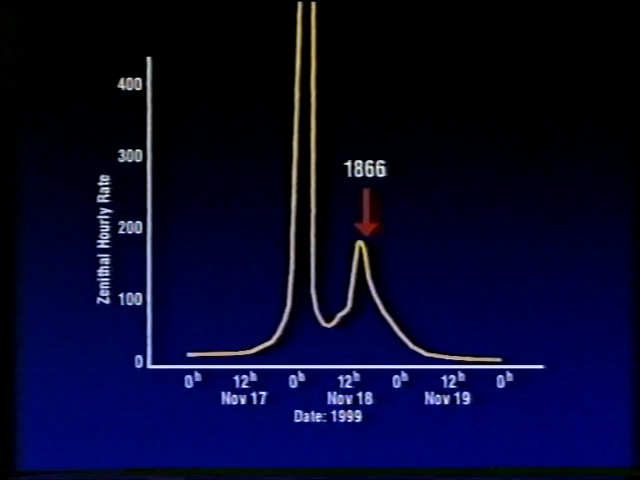 400
300
1866
200
100
0
Zenithal Hourly Rate
0h 12h 0h 12h 0h 12h 0h
Nov 17 Nov 18 Nov 19
Date: 1999